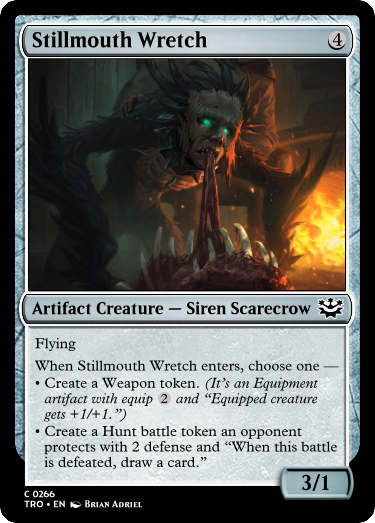 Stillmouth Wretch 4
Artifact Creature — Siren Scarecrow
Flying
When Stillmouth Wretch enters, choose one —
• Create a Weapon token. (It's an Equipment
artifact with equip 2 and “Equipped creature
gets +1/+1.”)
• Create a Hunt battle token an opponent
protects with 2 defense and “When this battle
is defeated, draw a card.”
3/1
C 0266
TRO • EN Brian Adriel